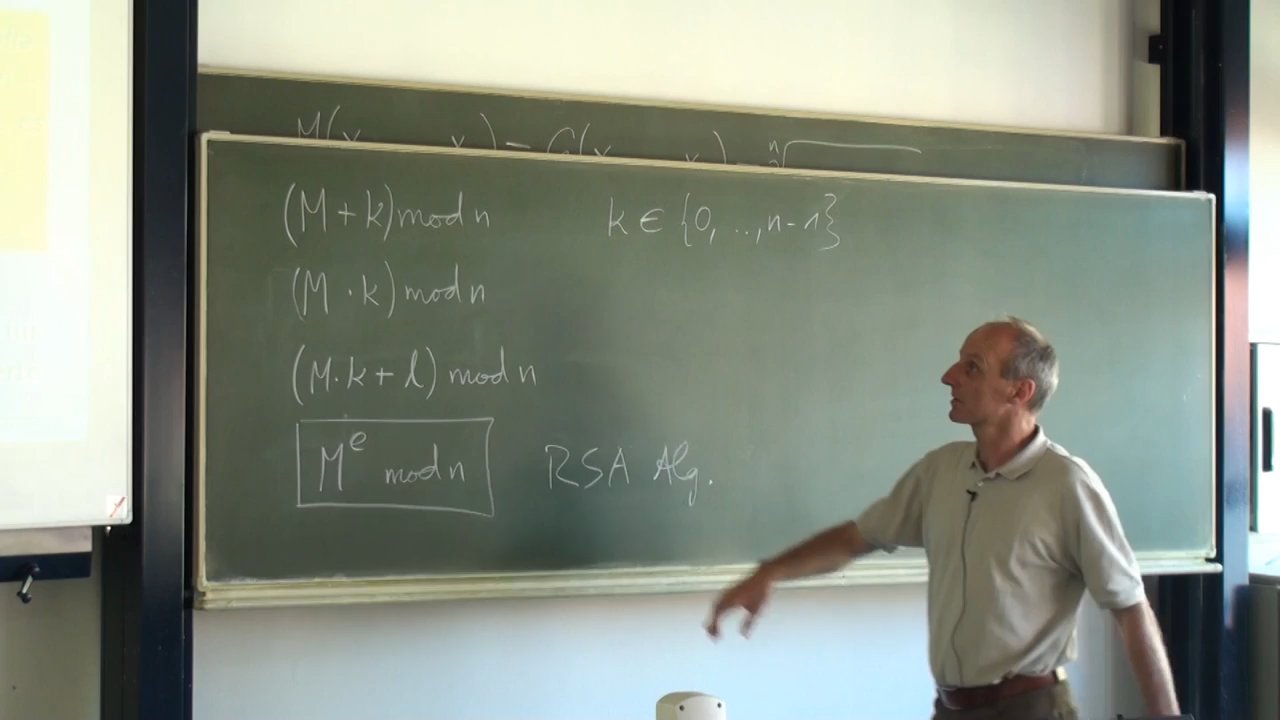 (M + k) mod n k ∈ {0, .., n-1}
(M · k) mod n
(M · k + l) mod n
M^e mod n RSA Alg.